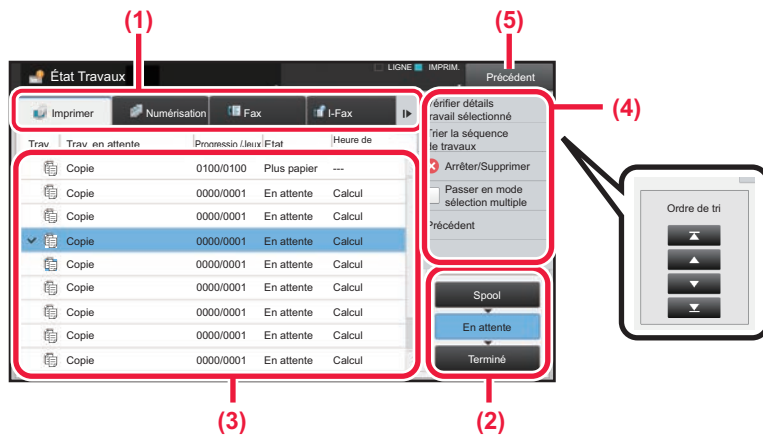 (1)
(5)
État Travaux
LIGNE
IMPRIM.
Précédent
Imprimer
Numérisation
Fax
I-Fax
(4)
Trav
Trav. en attente
Progressio /Jeux
Etat
Heure de
Copie 0100/0100 Plus papier ---
Copie 0000/0001 En attente Calcul
Copie 0000/0001 En attente Calcul
Copie 0000/0001 En attente Calcul
Copie 0000/0001 En attente Calcul
Copie 0000/0001 En attente Calcul
Copie 0000/0001 En attente Calcul
Copie 0000/0001 En attente Calcul
Copie 0000/0001 En attente Calcul
Vérifier détails
travail sélectionné
Trier la séquence
de travaux
Arrêter/Supprimer
Passer en mode
sélection multiple
Précédent
Ordre de tri
Spool
En attente
Terminé
(3)
(2)